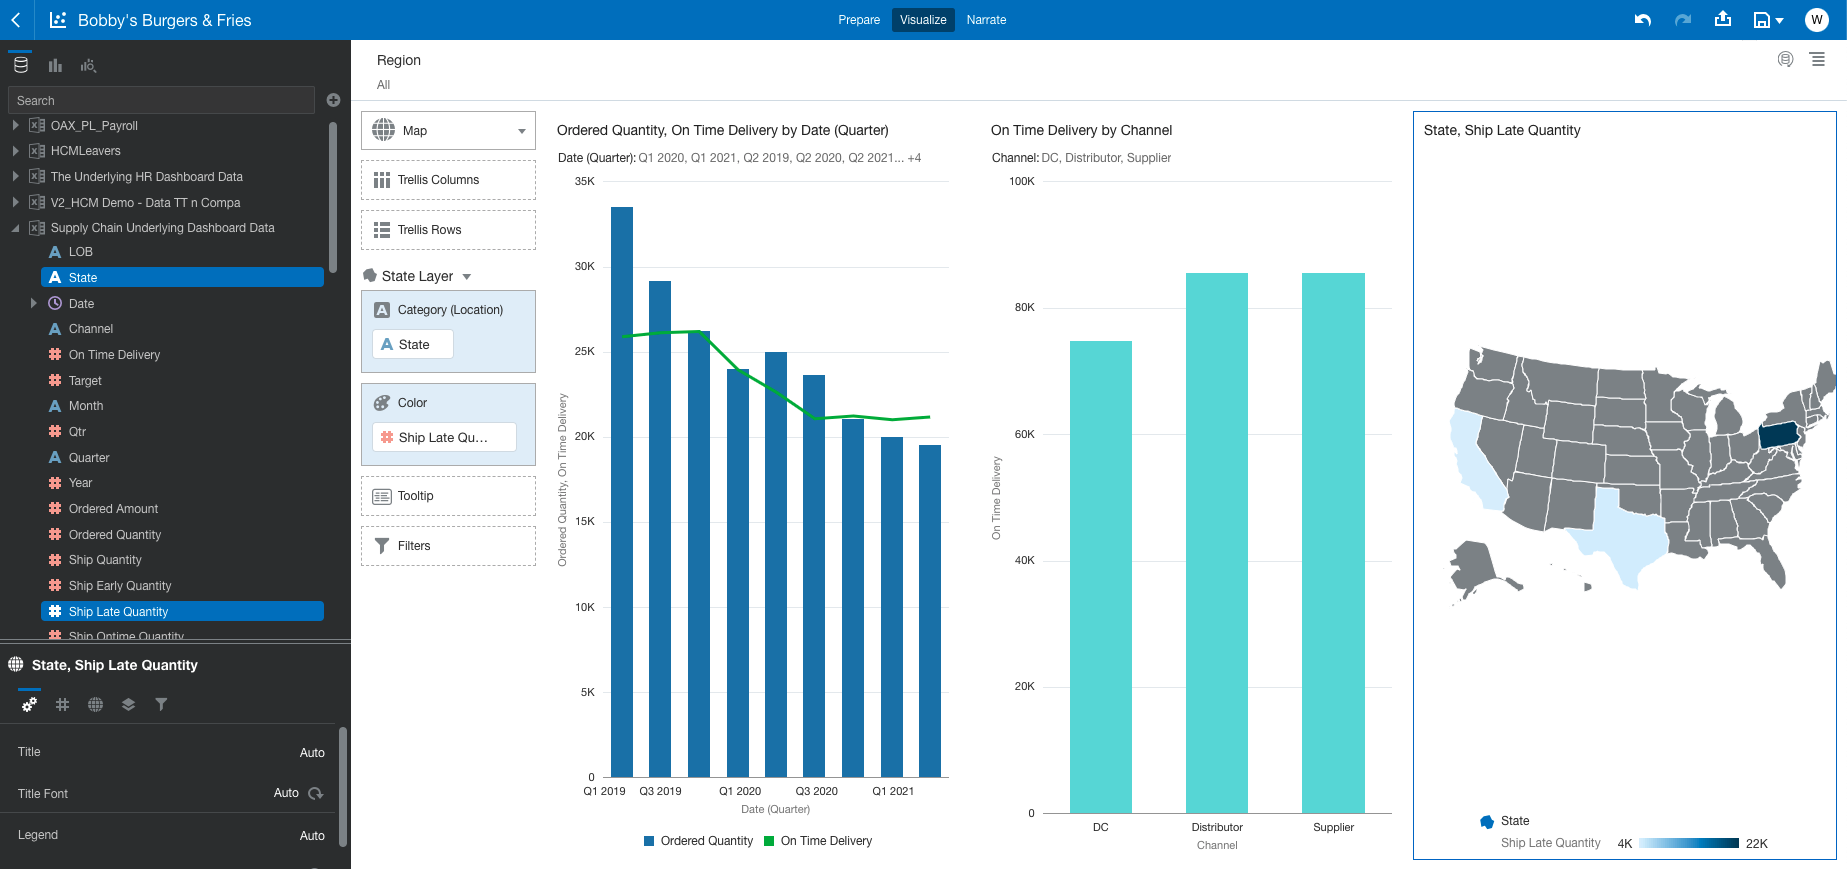 Bobby's Burgers & Fries
Prepare
Visualize
Narrate
W
Search
OAX_PL_Payroll
HCMLeavers
The Underlying HR Dashboard Data
V2_HCM Demo - Data TT n Compa
Supply Chain Underlying Dashboard Data
A LOB
A State
Date
A Channel
On Time Delivery
Target
A Month
Qtr
A Quarter
Year
Ordered Amount
Ordered Quantity
Ship Quantity
Ship Early Quantity
Ship Late Quantity
Ship Ontime Quantity
State, Ship Late Quantity
Title
Auto
Title Font
Auto
Legend
Auto
Region
All
Map
Trellis Columns
Trellis Rows
State Layer
A Category (Location)
A State
Color
Ship Late Qu...
Tooltip
Filters
Ordered Quantity, On Time Delivery by Date (Quarter)
Date (Quarter): Q1 2020, Q1 2021, Q2 2019, Q2 2020, Q2 2021... +4
35K
30K
25K
20K
15K
10K
5K
0
Ordered Quantity, On Time Delivery
Q1 2019
Q3 2019
Q1 2020
Q3 2020
Q1 2021
Date (Quarter)
Ordered Quantity
On Time Delivery
On Time Delivery by Channel
Channel: DC, Distributor, Supplier
100K
80K
60K
40K
20K
0
On Time Delivery
DC
Distributor
Supplier
Channel
State, Ship Late Quantity
State
Ship Late Quantity
4K
22K